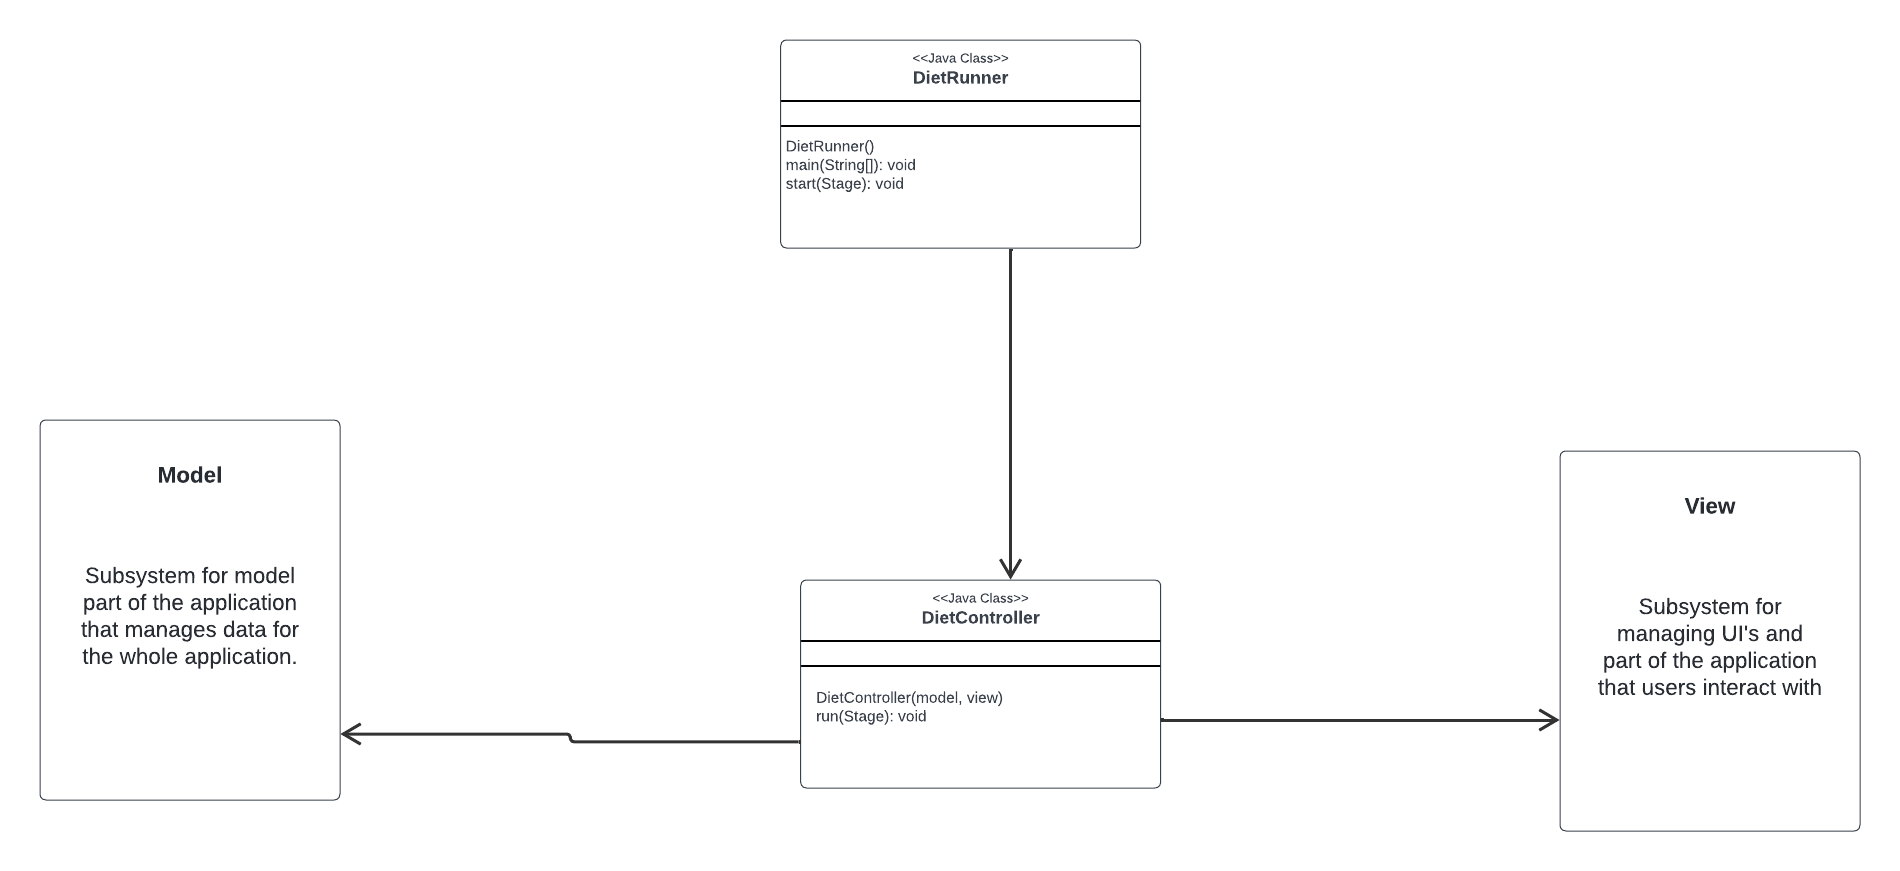 <<Java Class>>
DietRunner
DietRunner()
main(String[]): void
start(Stage): void
Model
Subsystem for model
part of the application
that manages data for
the whole application.
<<Java Class>>
DietController
DietController(model, view)
run(Stage): void
View
Subsystem for
managing UI's and
part of the application
that users interact with